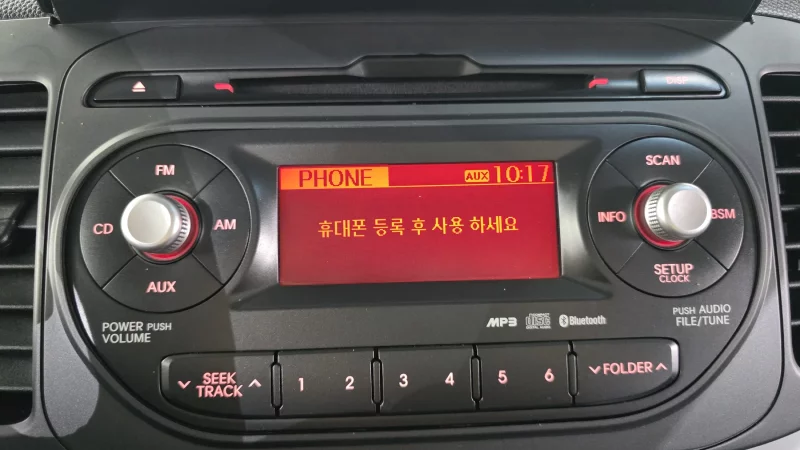 DISP
PHONE AUX 10:17
휴대폰 등록 후 사용 하세요
FM
CD
AM
AUX
POWER PUSH
VOLUME
SCAN
INFO
BSM
SETUP
CLOCK
PUSH AUDIO
FILE/TUNE
MP3 disc Bluetooth
SEEK
TRACK
1 2 3 4 5 6
FOLDER